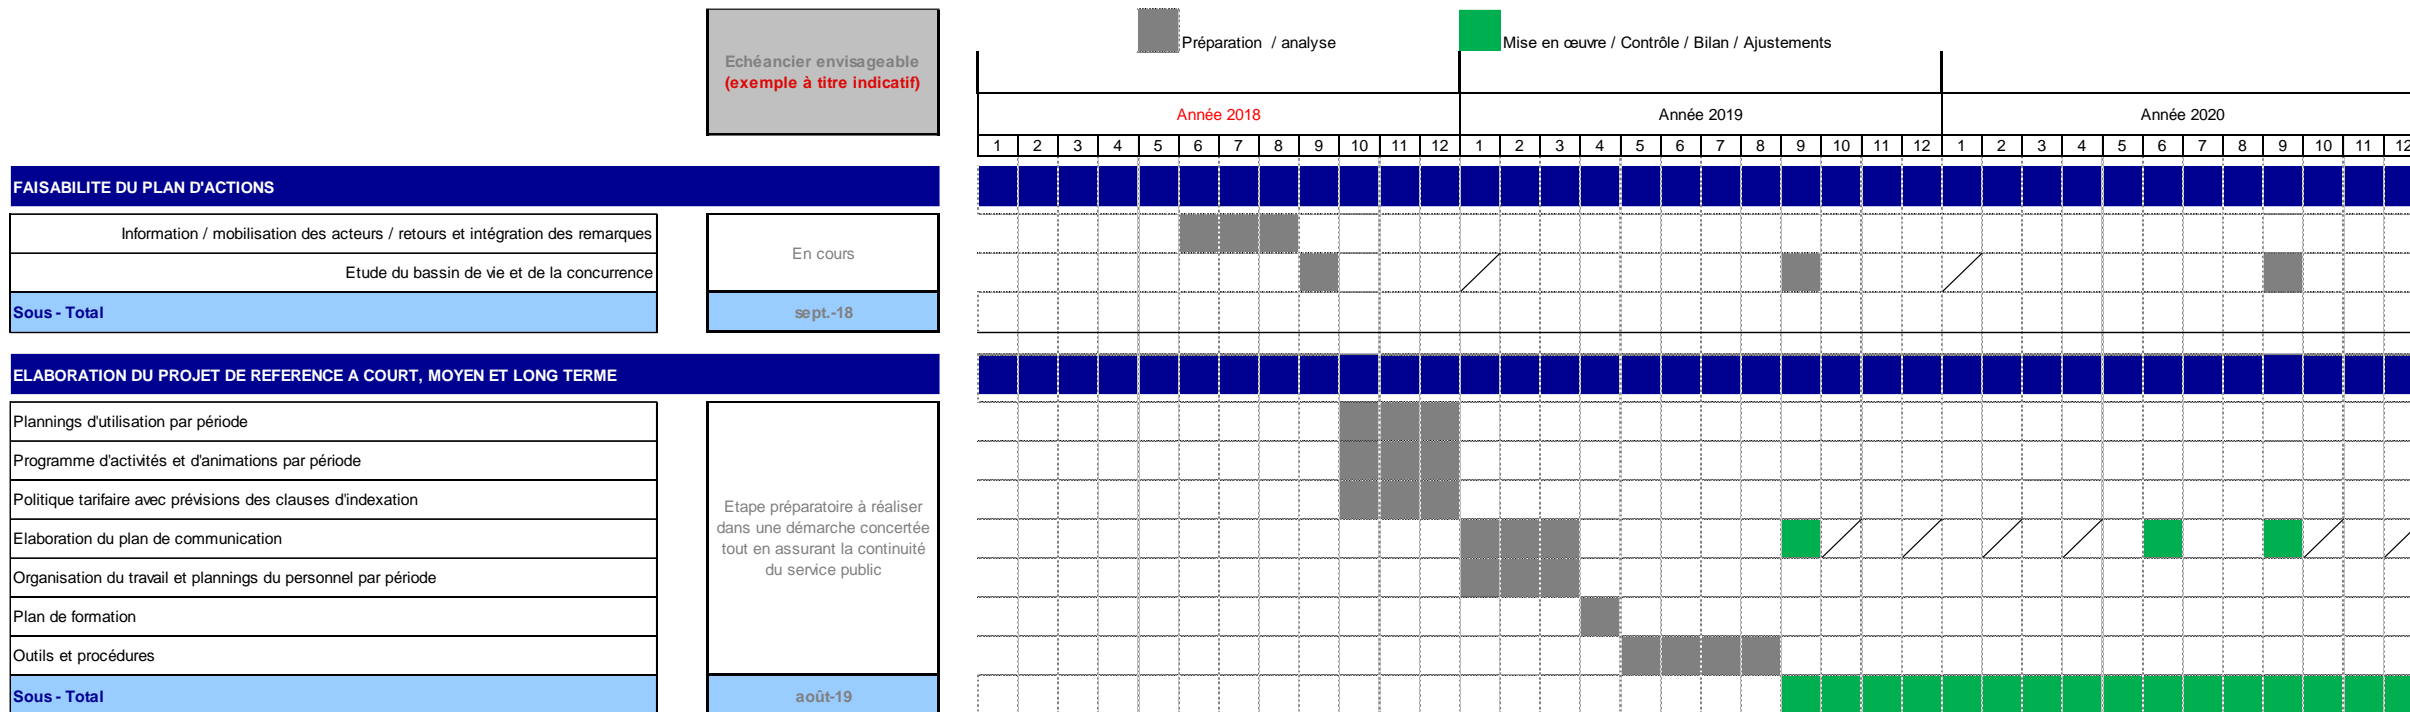 Préparation / analyse
Mise en œuvre / Contrôle / Bilan / Ajustements
Echéancier envisageable
(exemple à titre indicatif)
Année 2018
Année 2019
Année 2020
1 2 3 4 5 6 7 8 9 10 11 12 1 2 3 4 5 6 7 8 9 10 11 12 1 2 3 4 5 6 7 8 9 10 11 12
FAISABILITE DU PLAN D'ACTIONS
Information / mobilisation des acteurs / retours et intégration des remarques
En cours
Etude du bassin de vie et de la concurrence
Sous - Total
sept.-18
ELABORATION DU PROJET DE REFERENCE A COURT, MOYEN ET LONG TERME
Plannings d'utilisation par période
Programme d'activités et d'animations par période
Politique tarifaire avec prévisions des clauses d'indexation
Elaboration du plan de communication
Organisation du travail et plannings du personnel par période
Plan de formation
Outils et procédures
Etape préparatoire à réaliser
dans une démarche concertée
tout en assurant la continuité
du service public
Sous - Total
août-19